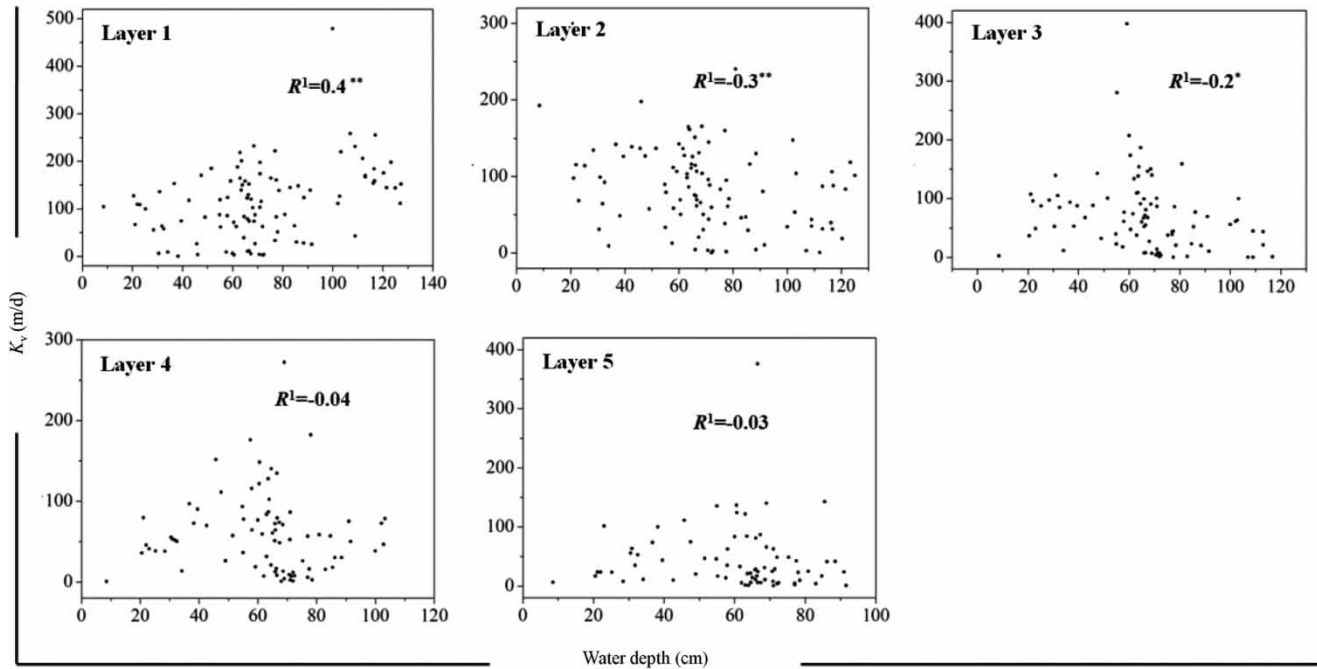 Layer 1
R¹=0.4 **
500
400
300
200
100
0
0 20 40 60 80 100 120 140
Layer 2
R¹=-0.3**
300
200
100
0
0 20 40 60 80 100 120
Layer 3
R¹=-0.2*
400
300
200
100
0
0 20 40 60 80 100 120
Kv (m/d)
Layer 4
R¹=-0.04
300
200
100
0
0 20 40 60 80 100 120
Layer 5
R¹=-0.03
400
300
200
100
0
0 20 40 60 80 100
Water depth (cm)